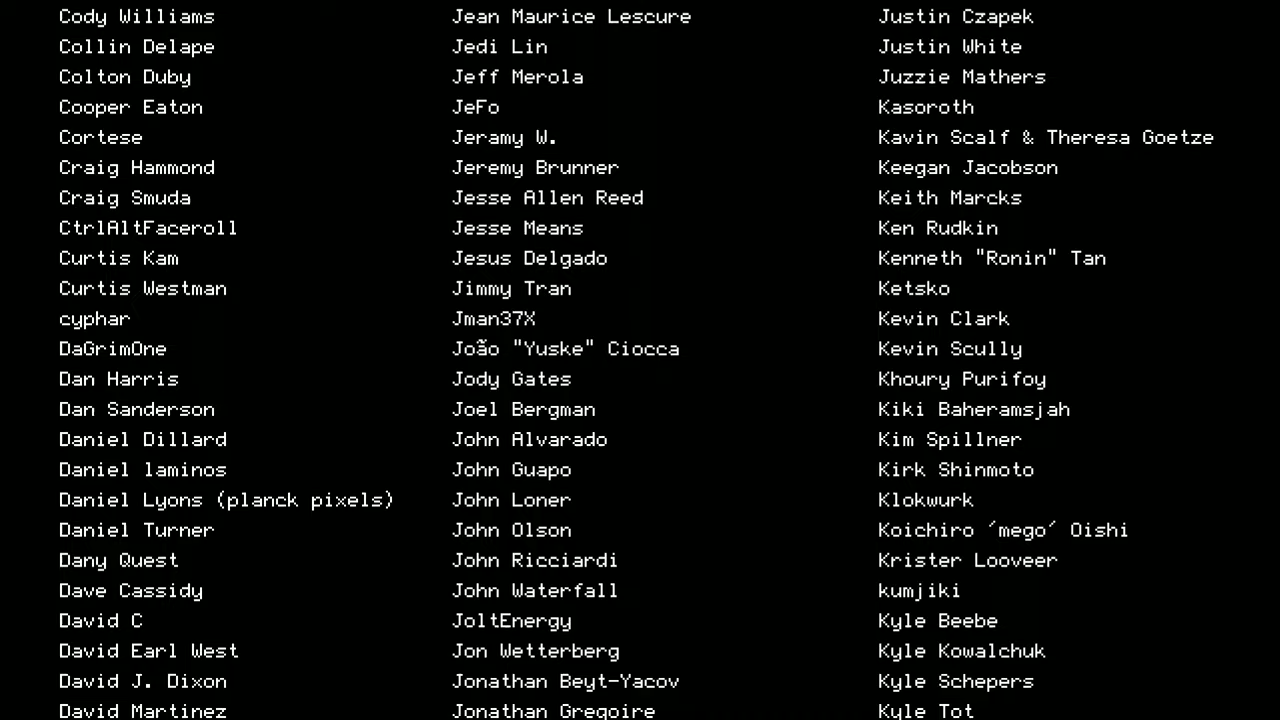 Cody Williams
Collin Delape
Colton Duby
Cooper Eaton
Cortese
Craig Hammond
Craig Smuda
CtrlAltFaceroll
Curtis Kam
Curtis Westman
cyphar
DaGrimOne
Dan Harris
Dan Sanderson
Daniel Dillard
Daniel laminos
Daniel Lyons (planck pixels)
Daniel Turner
Dany Quest
Dave Cassidy
David C
David Earl West
David J. Dixon
David Martinez
Jean Maurice Lescure
Jedi Lin
Jeff Merola
JeFo
Jeramy W.
Jeremy Brunner
Jesse Allen Reed
Jesse Means
Jesus Delgado
Jimmy Tran
Jman37X
João "Yuske" Ciocca
Jody Gates
Joel Bergman
John Alvarado
John Guapo
John Loner
John Olson
John Ricciardi
John Waterfall
JoltEnergy
Jon Wetterberg
Jonathan Beyt-Yacov
Jonathan Gregoire
Justin Czapek
Justin White
Juzzie Mathers
Kasoroth
Kavin Scalf & Theresa Goetze
Keegan Jacobson
Keith Marcks
Ken Rudkin
Kenneth "Ronin" Tan
Ketsko
Kevin Clark
Kevin Scully
Khoury Purifoy
Kiki Baheramsjah
Kim Spillner
Kirk Shinmoto
Klokwurk
Koichiro ´mego´ Oishi
Krister Looveer
kumjiki
Kyle Beebe
Kyle Kowalchuk
Kyle Schepers
Kyle Tot